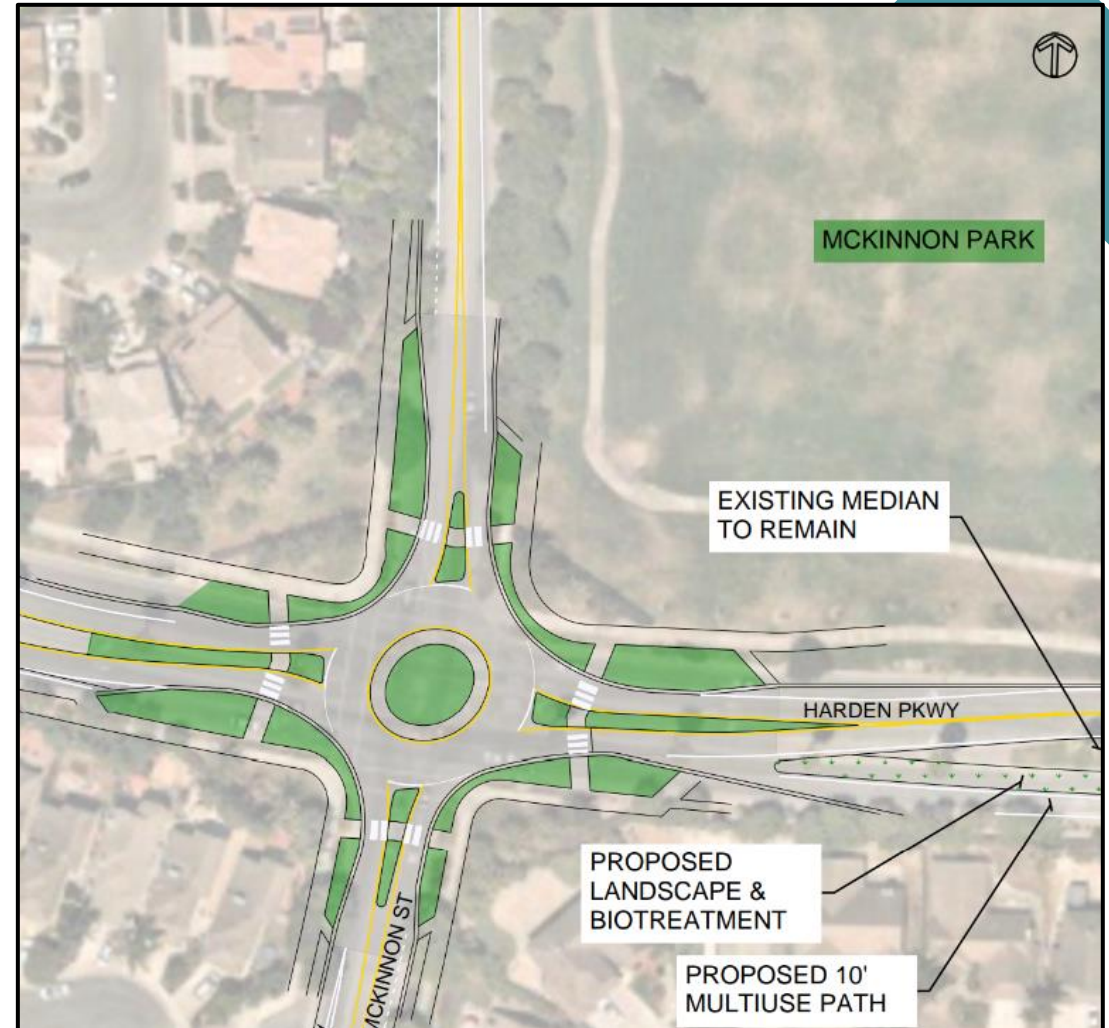 MCKINNON PARK
EXISTING MEDIAN
TO REMAIN
HARDEN PKWY
PROPOSED
LANDSCAPE &
BIOTREATMENT
MCKINNON ST
PROPOSED 10'
MULTIUSE PATH